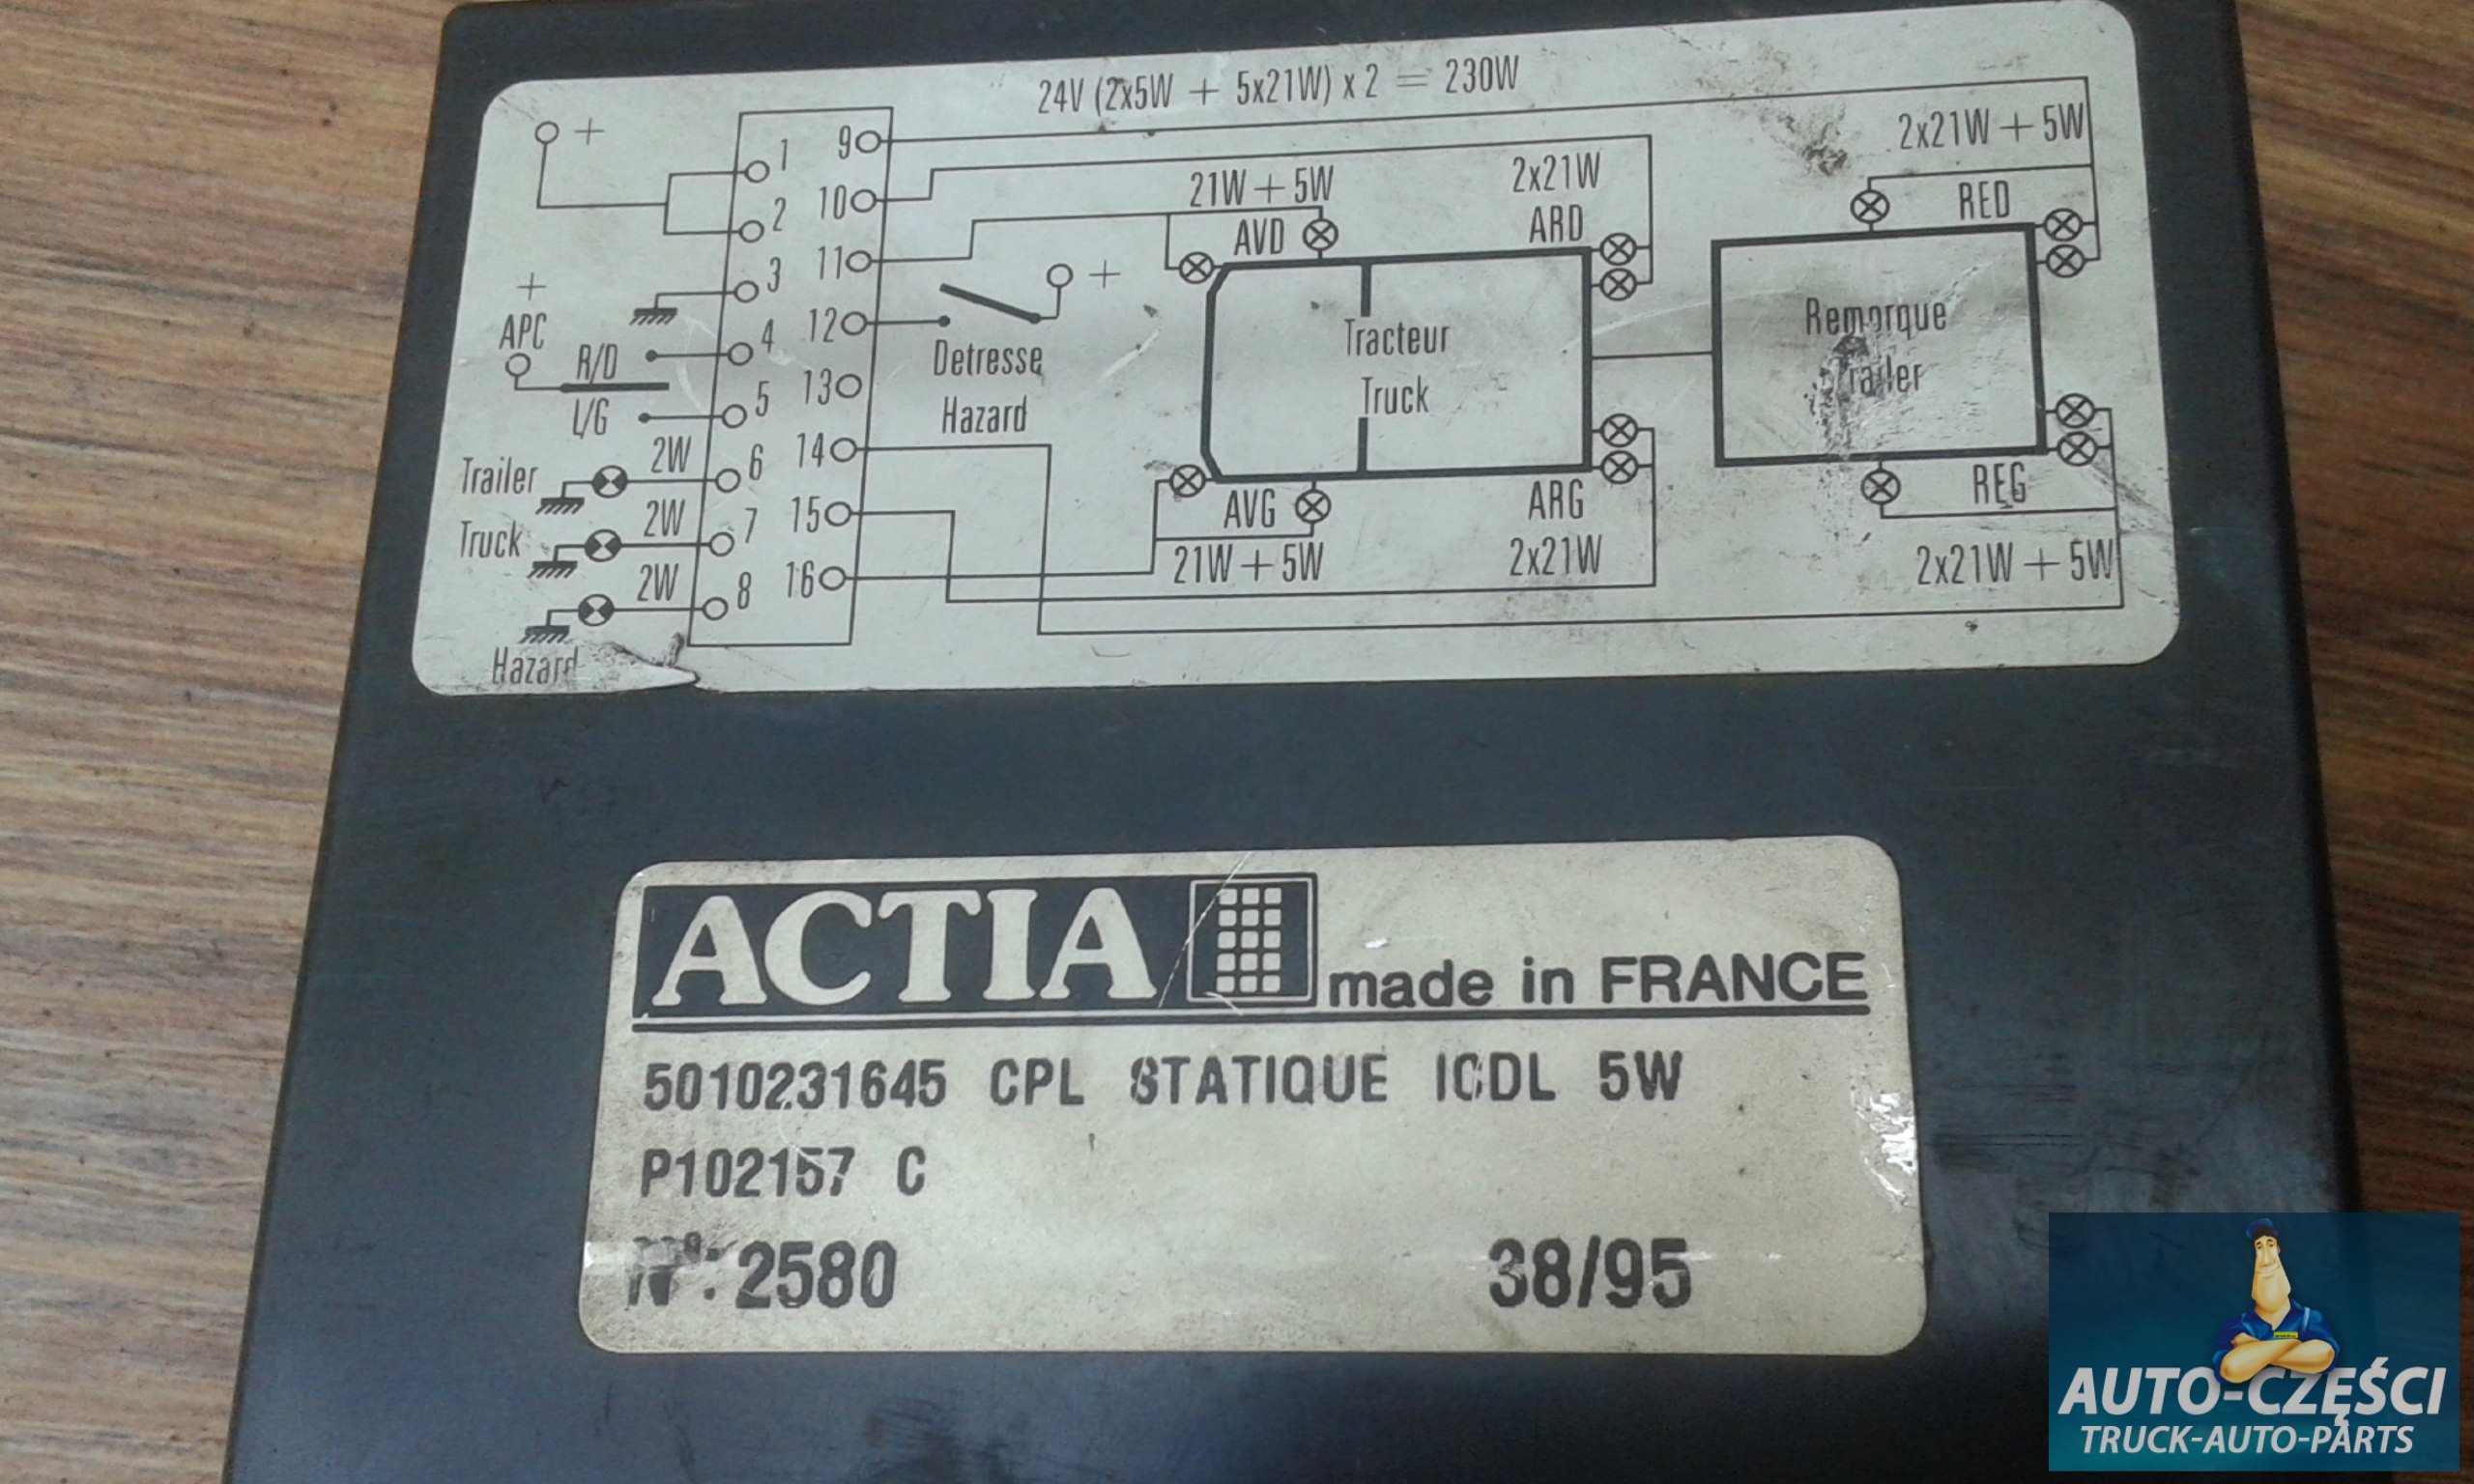 24V (2x5W + 5x21W) x 2 = 230W
+
1
9
2x21W + 5W
2
10
21W + 5W
2x21W
RED
AVD
ARD
3
11
+
+
APC
R/D
4
12
Detresse
Hazard
Tracteur
Truck
Remorque
Trailer
L/G
5
13
Trailer
2W
6
14
Truck
2W
7
15
AVG
ARG
REG
21W + 5W
2x21W
2x21W + 5W
2W
8
16
Hazard
ACTIA made in FRANCE
5010231645 CPL STATIQUE ICDL 5W
P102157 C
N°: 2580 38/95
AUTO-CZĘŚCI
TRUCK-AUTO-PARTS